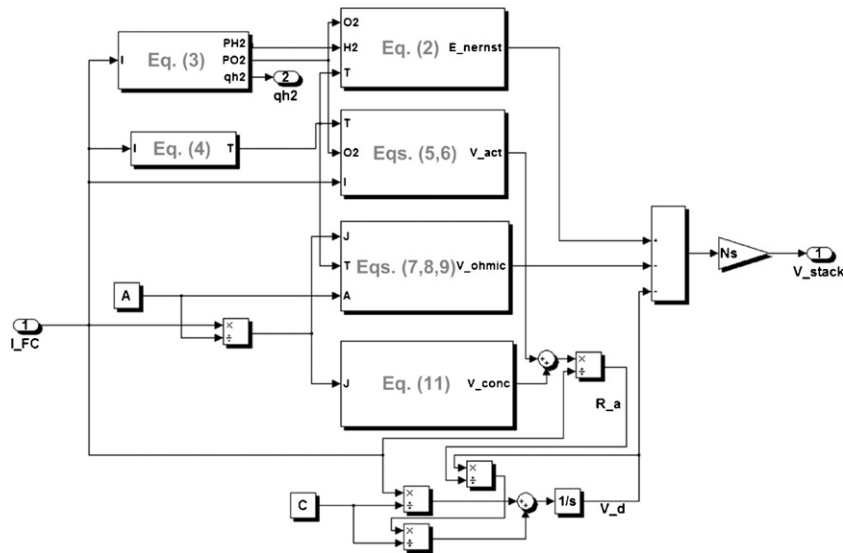 O2
PH2
H2
Eq. (2)
E_nernst
I
Eq. (3)
PO2
qh2
T
2
qh2
T
I
Eq. (4)
T
O2
Eqs. (5,6)
V_act
I
J
T
Eqs. (7,8,9)
V_ohmic
A
+
-
-
Ns
1
V_stack
A
1
I_FC
×
÷
J
Eq. (11)
V_conc
+
+
×
÷
R_a
×
÷
C
×
÷
+
+
1/s
V_d
×
÷